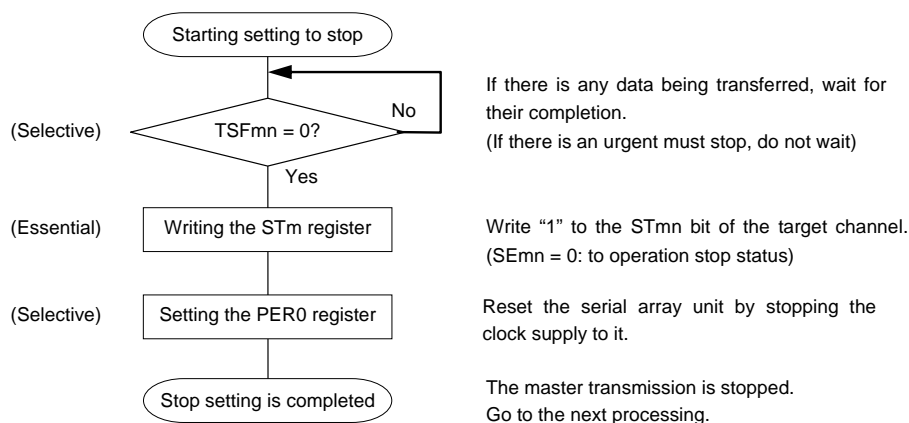 Starting setting to stop
No
If there is any data being transferred, wait for
their completion.
(Selective)
TSFmn = 0?
(If there is an urgent must stop, do not wait)
Yes
(Essential)
Writing the STm register
Write “1” to the STmn bit of the target channel.
(SEmn = 0: to operation stop status)
(Selective)
Setting the PER0 register
Reset the serial array unit by stopping the
clock supply to it.
Stop setting is completed
The master transmission is stopped.
Go to the next processing.